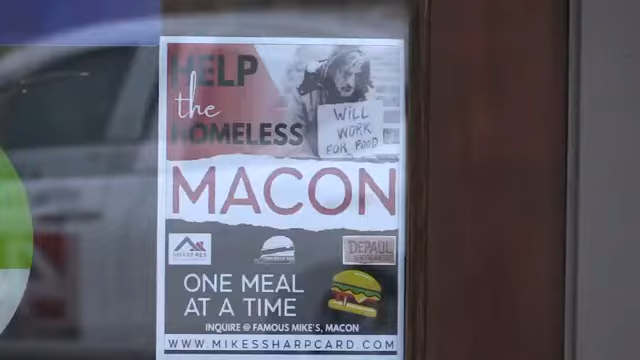 HELP
the
HOMELESS
WILL
WORK
FOR FOOD
MACON
DEPAUL
ONE MEAL
AT A TIME
INQUIRE @ FAMOUS MIKE'S, MACON
WWW.MIKESSHARPCARD.COM